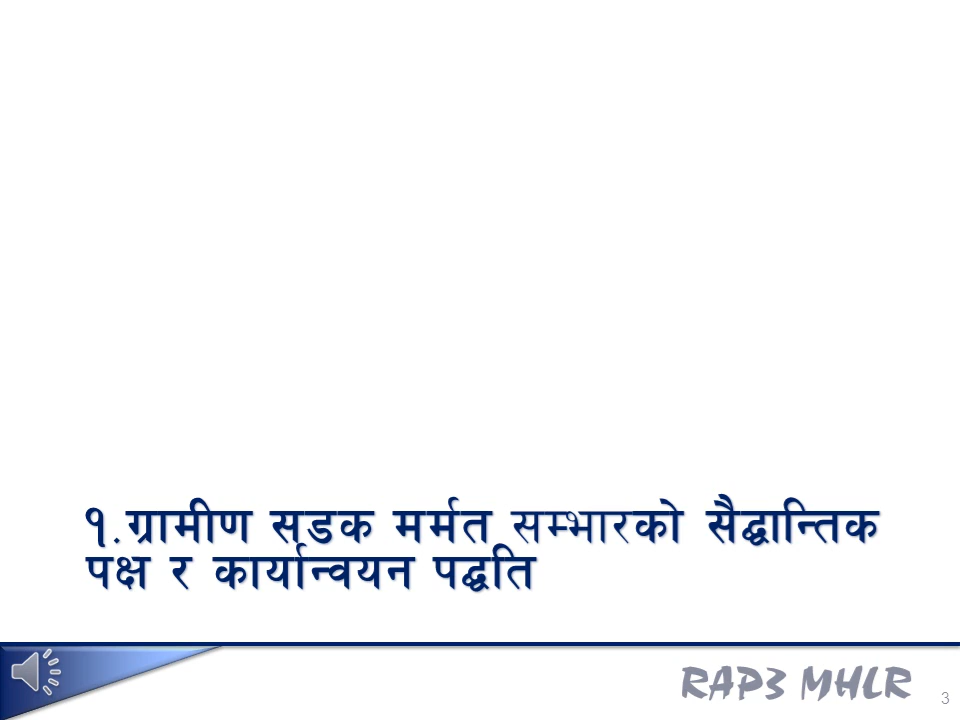 १.ग्रामीण सडक मर्मत सम्भारको सैद्धान्तिक
पक्ष र कार्यान्वयन पद्धति
RAP3 MHLR
3